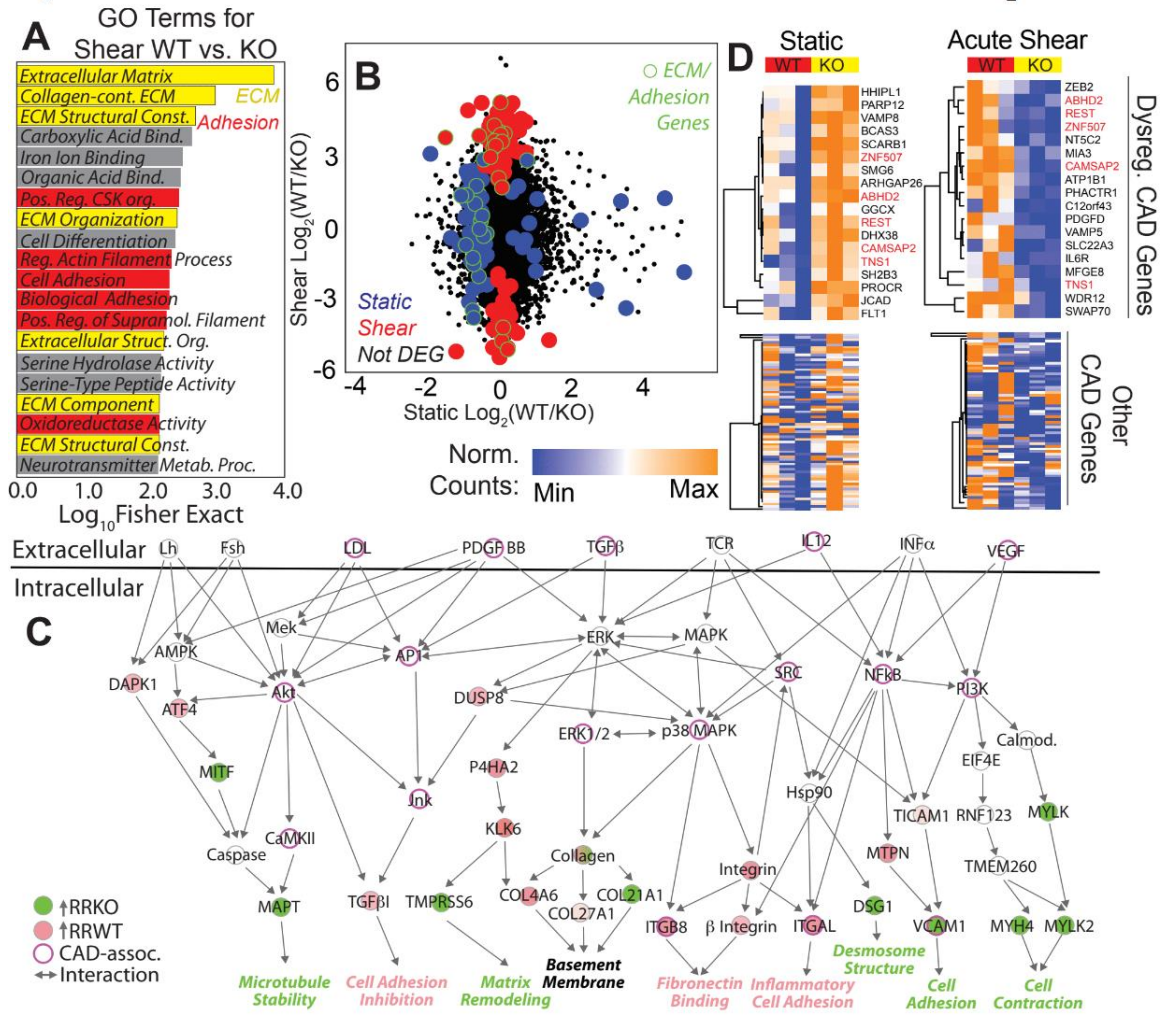 A
GO Terms for
Shear WT vs. KO
Extracellular Matrix
Collagen-cont. ECM
ECM
ECM Structural Const.
Adhesion
Carboxylic Acid Bind.
Iron Ion Binding
Organic Acid Bind.
Pos. Reg. CSK org.
ECM Organization
Cell Differentiation
Reg. Actin Filament Process
Cell Adhesion
Biological Adhesion
Pos. Reg. of Supramol. Filament
Extracellular Struct. Org.
Serine Hydrolase Activity
Serine-Type Peptide Activity
ECM Component
Oxidoreductase Activity
ECM Structural Const.
Neurotransmitter Metab. Proc.
0.0 1.0 2.0 3.0 4.0
Log10Fisher Exact
B
ECM/
Adhesion
Genes
Shear Log2(WT/KO)
6
3
0
-3
-6
Static
Shear
Not DEG
-4 -2 0 2 4 6
Static Log2(WT/KO)
Norm.
Counts:
Min Max
D
Static
WT KO
HHIPL1
PARP12
VAMP8
BCAS3
SCARB1
ZNF507
SMG6
ARHGAP26
ABHD2
GGCX
REST
DHX38
CAMSAP2
TNS1
SH2B3
PROCR
JCAD
FLT1
Acute Shear
WT KO
ZEB2
ABHD2
REST
ZNF507
NT5C2
MIA3
CAMSAP2
ATP1B1
PHACTR1
C12orf43
PDGFD
VAMP5
SLC22A3
IL6R
MFGE8
TNS1
WDR12
SWAP70
Dysreg. CAD Genes
Other
CAD Genes
Extracellular
Lh Fsh LDL PDGF BB TGFβ TCR IL12 INFα VEGF
Intracellular
C
Mek ERK MAPK
AMPK AP1
DAPK1 Akt DUSP8 SRC NFkB PI3K
ATF4
ERK1/2 p38 MAPK
Calmod.
EIF4E
MITF P4HA2
Hsp90
Jnk
TICAM1 RNF123 MYLK
KLK6
CaMKII
Caspase Collagen MTPN
Integrin TMEM260
MAPT TGFβI TMPRSS6 COL4A6 COL21A1 DSG1
COL27A1
ITGB8 β Integrin ITGAL VCAM1 MYH4 MYLK2
↑RRKO
↑RRWT
CAD-assoc.
Interaction
Microtubule
Stability
Cell Adhesion
Inhibition
Matrix
Remodeling
Basement
Membrane
Fibronectin
Binding
Inflammatory
Cell Adhesion
Desmosome
Structure
Cell
Adhesion
Cell
Contraction